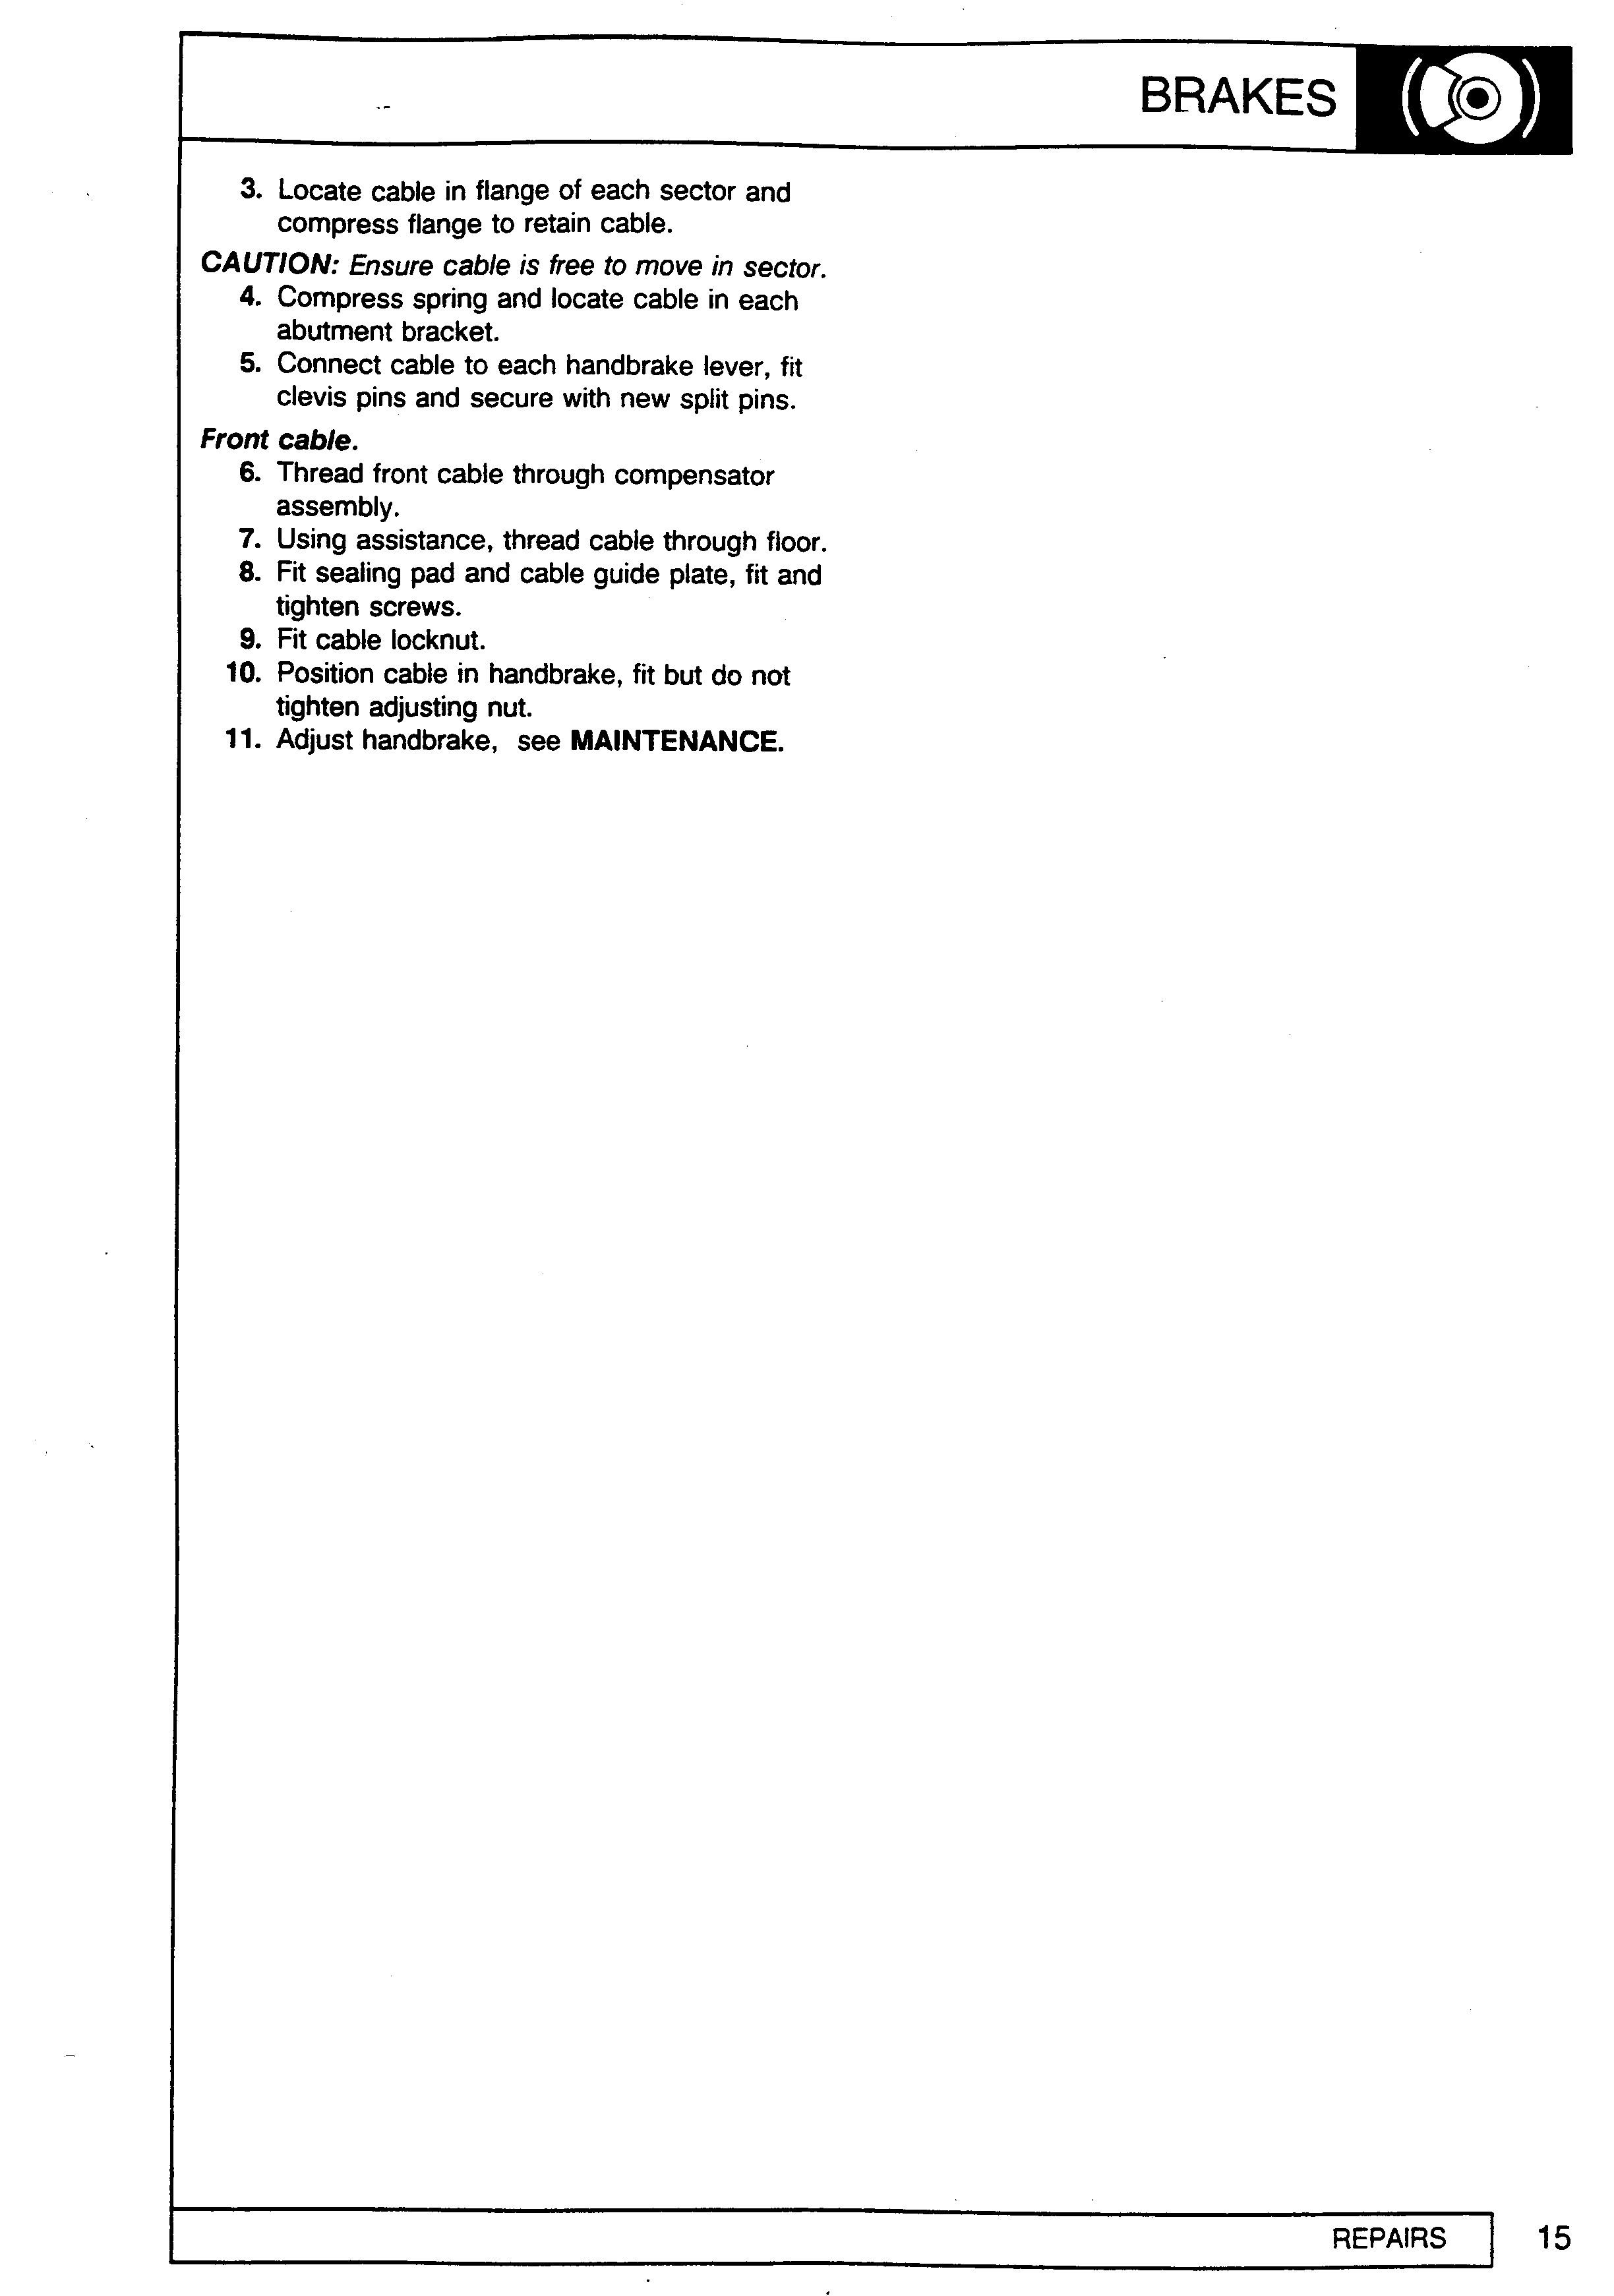 BRAKES
3. Locate cable in flange of each sector and
compress flange to retain cable.
CAUTION: Ensure cable is free to move in sector.
4. Compress spring and locate cable in each
abutment bracket.
5. Connect cable to each handbrake lever, fit
clevis pins and secure with new split pins.
Front cable.
6. Thread front cable through compensator
assembly.
7. Using assistance, thread cable through floor.
8. Fit sealing pad and cable guide plate, fit and
tighten screws.
9. Fit cable locknut.
10. Position cable in handbrake, fit but do not
tighten adjusting nut.
11. Adjust handbrake, see MAINTENANCE.
REPAIRS 15